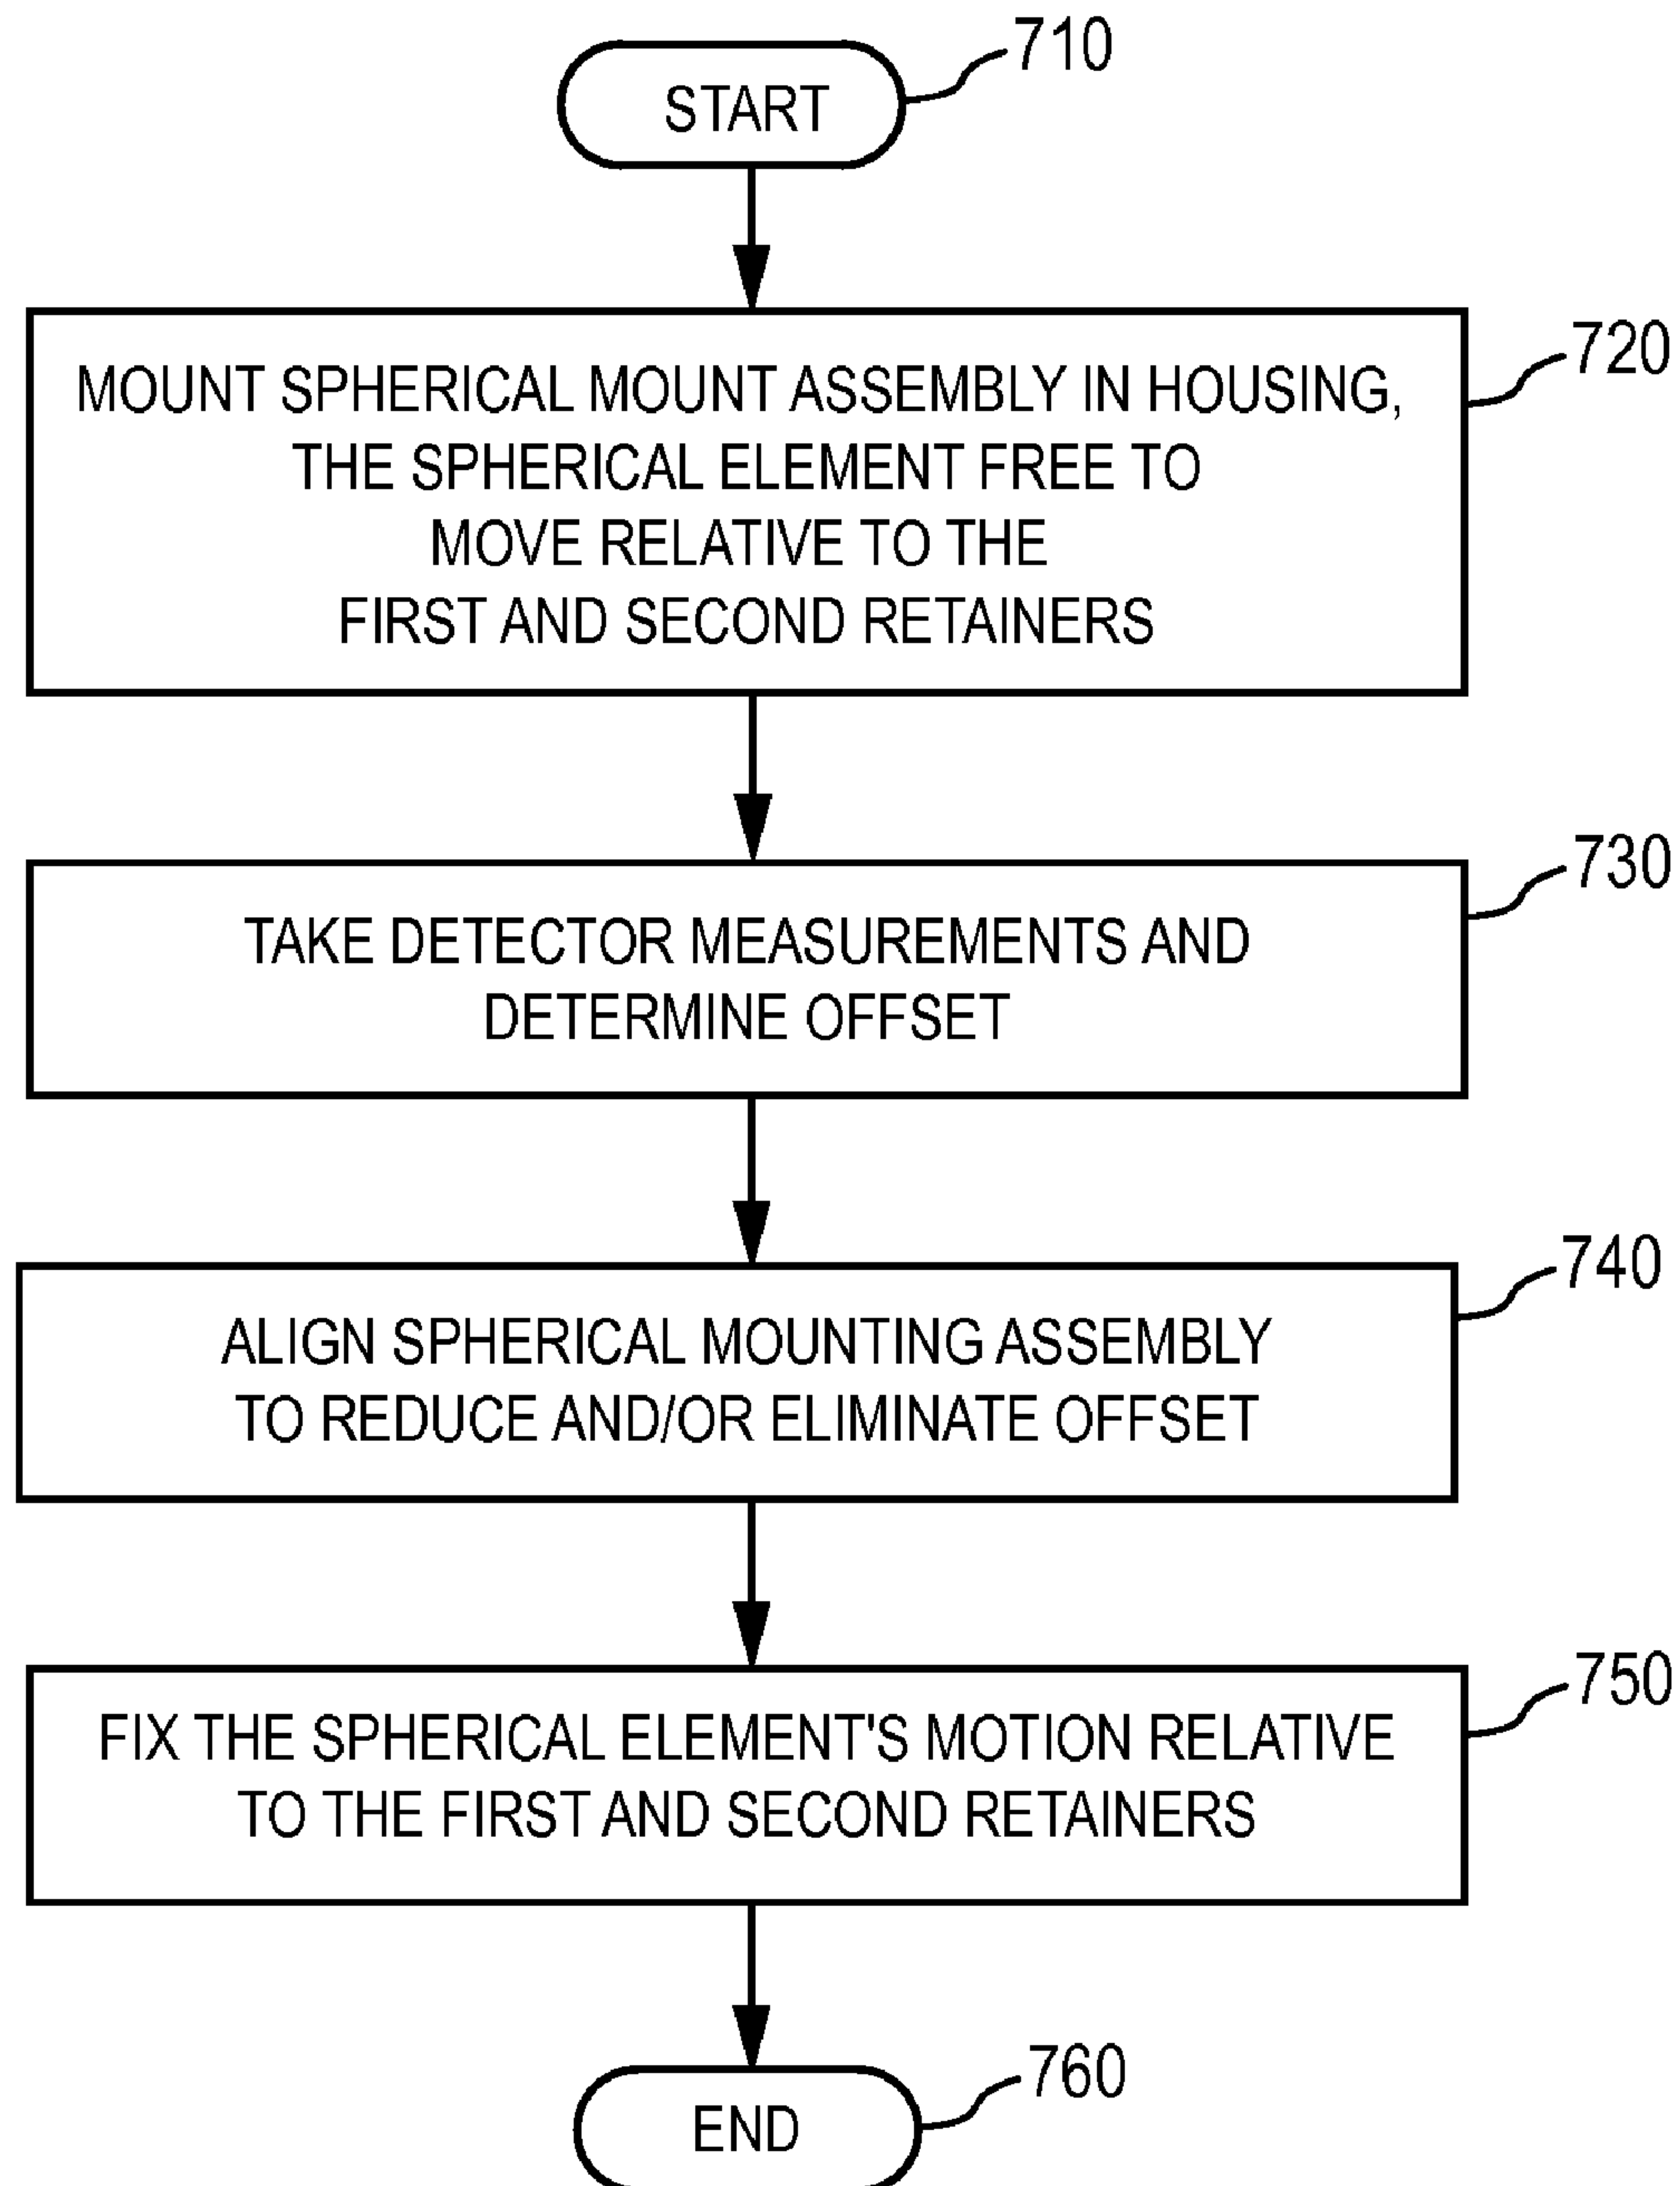 710
START
720
MOUNT SPHERICAL MOUNT ASSEMBLY IN HOUSING,
THE SPHERICAL ELEMENT FREE TO
MOVE RELATIVE TO THE
FIRST AND SECOND RETAINERS
730
TAKE DETECTOR MEASUREMENTS AND
DETERMINE OFFSET
740
ALIGN SPHERICAL MOUNTING ASSEMBLY
TO REDUCE AND/OR ELIMINATE OFFSET
750
FIX THE SPHERICAL ELEMENT'S MOTION RELATIVE
TO THE FIRST AND SECOND RETAINERS
760
END